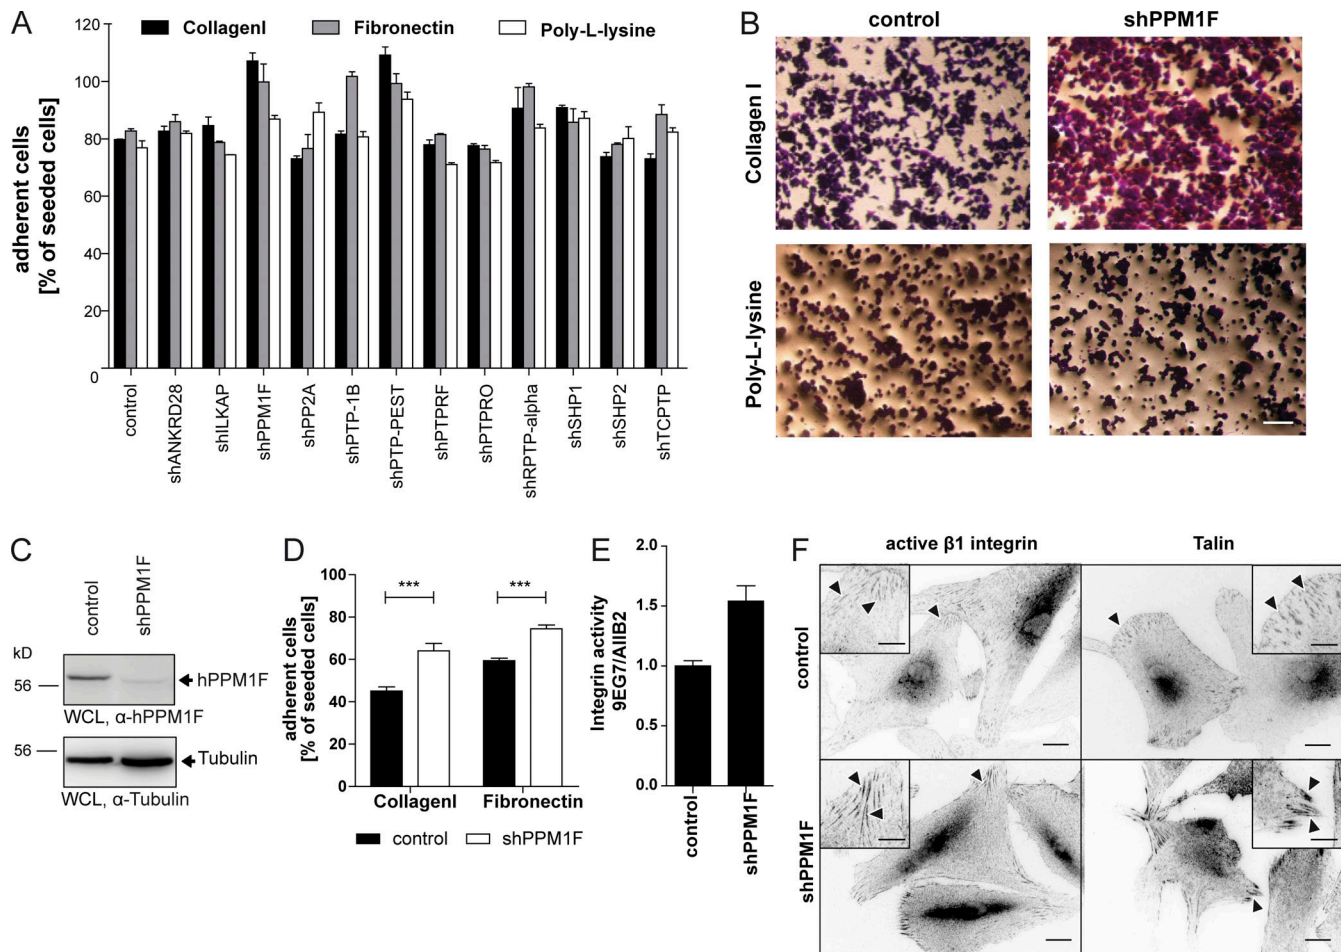 A
120
100
80
60
40
20
0
adherent cells
[% of seeded cells]
CollagenI
Fibronectin
Poly-L-lysine
control
shANKRD28
shILKAP
shPPM1F
shPP2A
shPTP-1B
shPTP-PEST
shPTPRF
shPTPRO
shRPTP-alpha
shSHP1
shSHP2
shTCPTP
B
control
shPPM1F
Collagen I
Poly-L-lysine
C
control
shPPM1F
kD
56
hPPM1F
WCL, α-hPPM1F
56
Tubulin
WCL, α-Tubulin
D
100
80
60
40
20
0
adherent cells
[% of seeded cells]
***
***
CollagenI
Fibronectin
control
shPPM1F
E
2.0
1.5
1.0
0.5
0.0
Integrin activity
9EG7/AIIB2
control
shPPM1F
F
active β1 integrin
Talin
control
shPPM1F